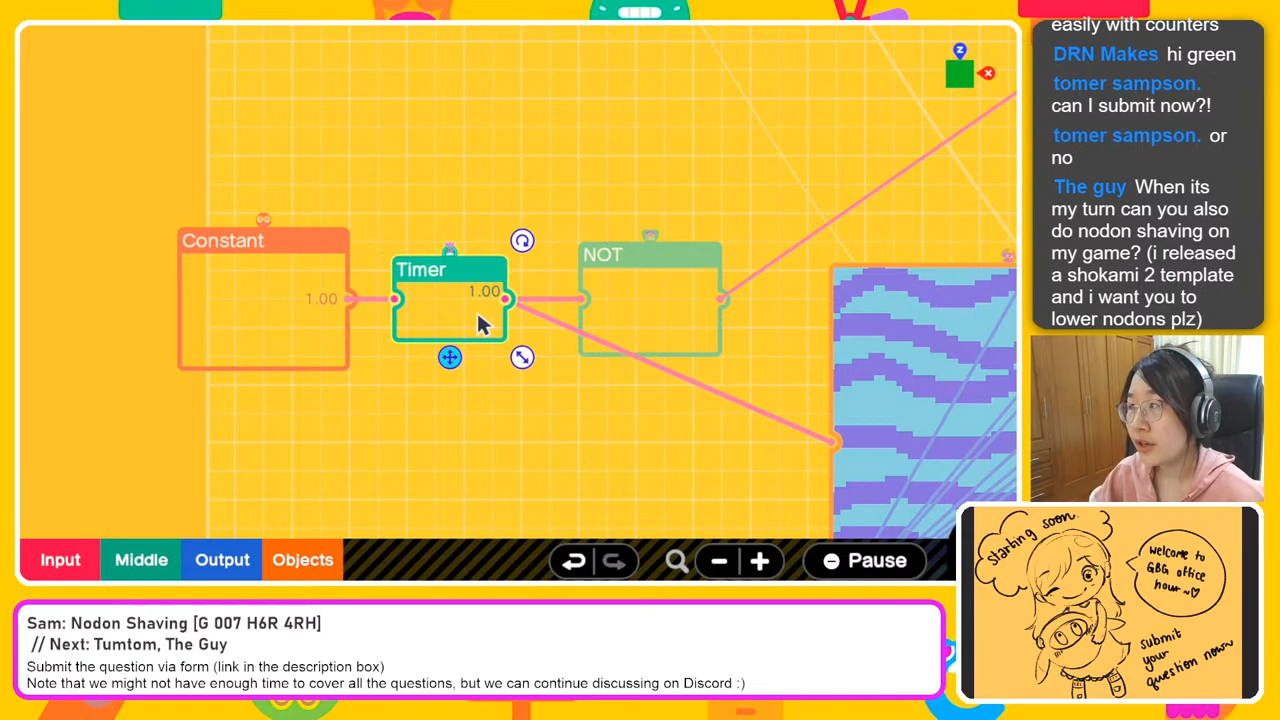 easily with counters
DRN Makes hi green
tomer sampson.
can I submit now?!
tomer sampson. or
no
The guy When its
my turn can you also
do nodon shaving on
my game? (i released
a shokami 2 template
and i want you to
lower nodons plz)
Z
X
Constant
1.00
Timer
1.00
NOT
Input
Middle
Output
Objects
Pause
starting soon.
welcome to
GBG office
hour~♡
submit
your
question now~
Sam: Nodon Shaving [G 007 H6R 4RH]
// Next: Tumtom, The Guy
Submit the question via form (link in the description box)
Note that we might not have enough time to cover all the questions, but we can continue discussing on Discord :)